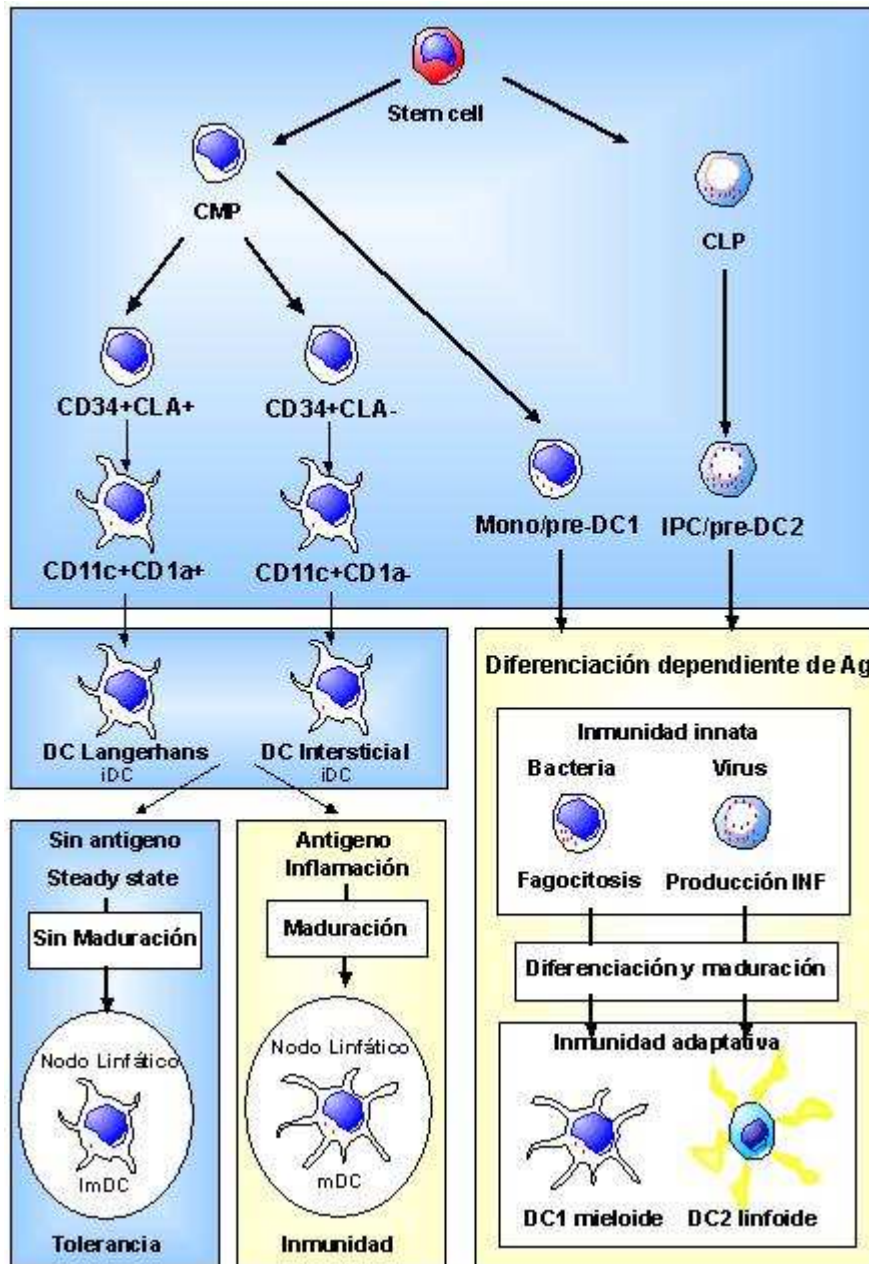 Stem cell
CMP
CLP
CD34+CLA+
CD34+CLA-
CD11c+CD1a+
CD11c+CD1a-
Mono/pre-DC1
IPC/pre-DC2
DC Langerhans
iDC
DC Intersticial
iDC
Sin antigeno
Steady state
Sin Maduración
Nodo Linfático
ImDC
Tolerancia
Antigeno
Inflamación
Maduración
Nodo Linfático
mDC
Inmunidad
Diferenciación dependiente de Ag
Inmunidad innata
Bacteria
Virus
Fagocitosis
Producción INF
Diferenciación y maduración
Inmunidad adaptativa
DC1 mieloide
DC2 linfoide